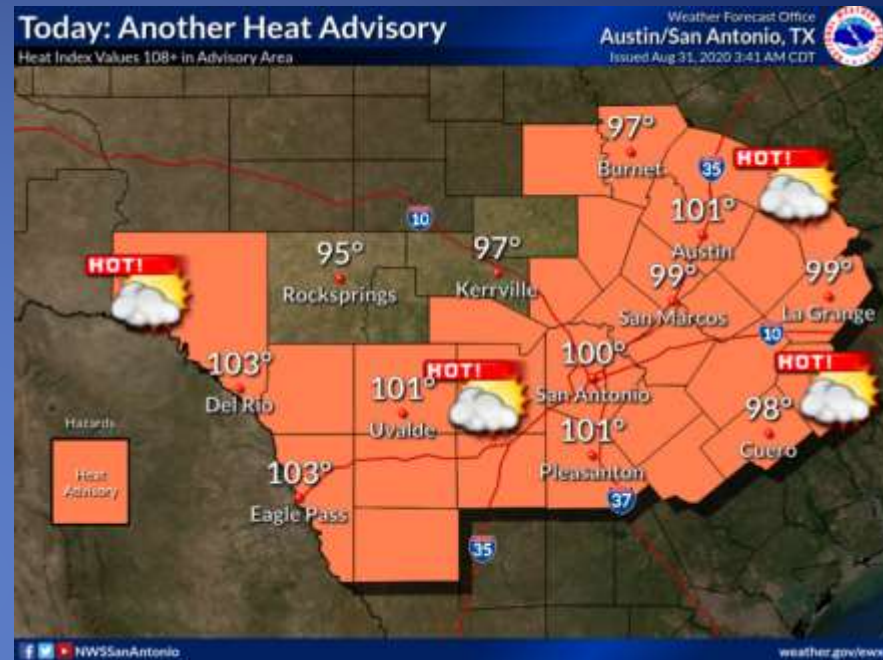 Today: Another Heat Advisory
Heat Index Values 108+ in Advisory Area
Weather Forecast Office
Austin/San Antonio, TX
Issued Aug 31, 2020 3:41 AM CDT
97°
Burnet
35
HOT!
101°
Austin
10
HOT!
95°
Rocksprings
97°
Kerrville
99°
San Marcos
99°
La Grange
10
103°
Del Rio
101°
Uvalde
HOT!
100°
San Antonio
HOT!
98°
Cuero
101°
Pleasanton
103°
Eagle Pass
37
35
Hazards
Heat
Advisory
NWSSanAntonio
weather.gov/ewx